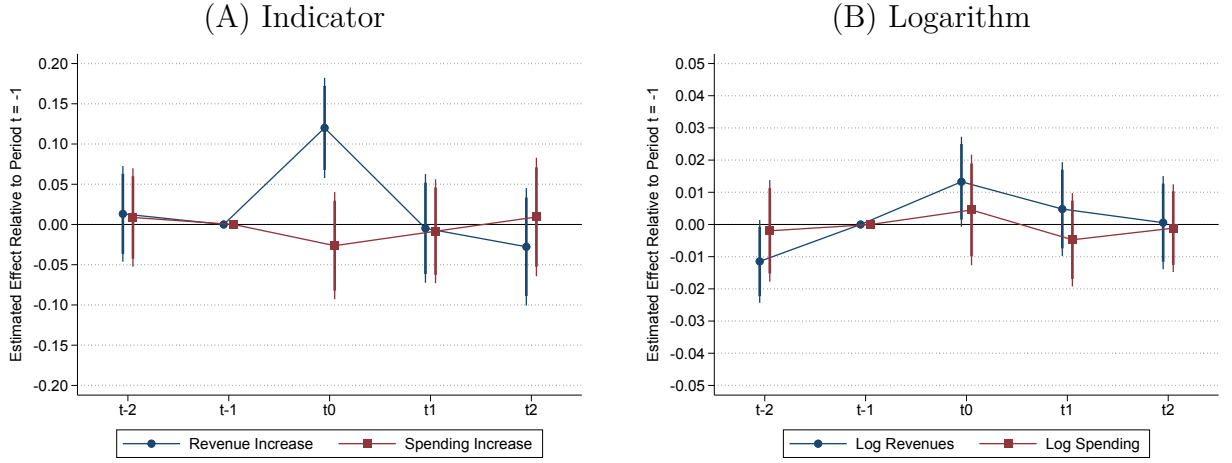 (A) Indicator
Estimated Effect Relative to Period t = -1
0.20
0.15
0.10
0.05
0.00
-0.05
-0.10
-0.15
-0.20
t-2 t-1 t0 t1 t2
Revenue Increase Spending Increase
(B) Logarithm
Estimated Effect Relative to Period t = -1
0.05
0.04
0.03
0.02
0.01
0.00
-0.01
-0.02
-0.03
-0.04
-0.05
t-2 t-1 t0 t1 t2
Log Revenues Log Spending